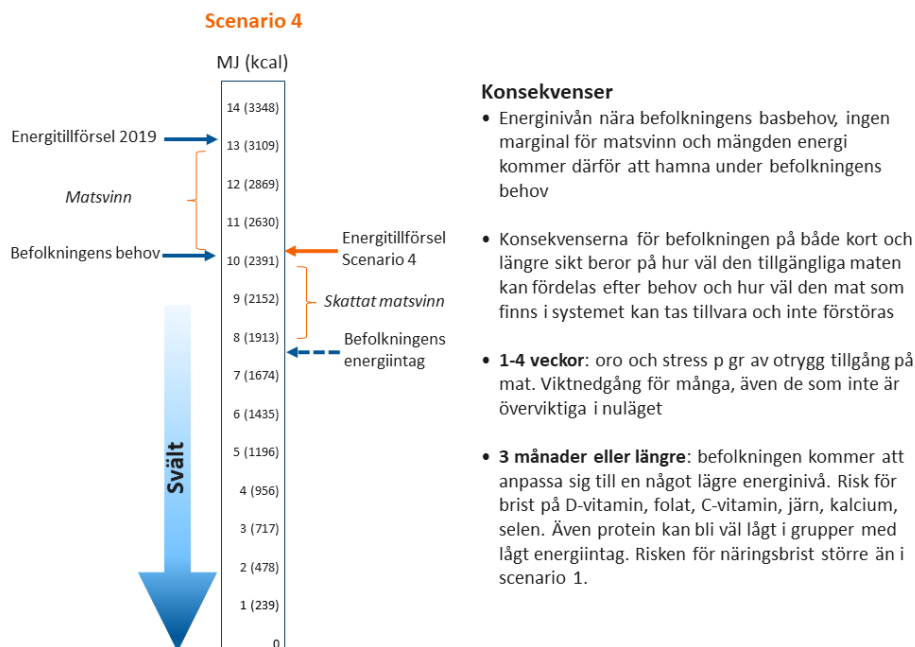 Scenario 4
MJ (kcal)
14 (3348)
Energitillförsel 2019
13 (3109)
Matsvinn
12 (2869)
11 (2630)
Befolkningens behov
10 (2391)
Energitillförsel
Scenario 4
9 (2152)
Skattat matsvinn
8 (1913)
Befolkningens
energiintag
7 (1674)
6 (1435)
5 (1196)
Svält
4 (956)
3 (717)
2 (478)
1 (239)
0
Konsekvenser
• Energinivån nära befolkningens basbehov, ingen
marginal för matsvinn och mängden energi
kommer därför att hamna under befolkningens
behov
• Konsekvenserna för befolkningen på både kort och
längre sikt beror på hur väl den tillgängliga maten
kan fördelas efter behov och hur väl den mat som
finns i systemet kan tas tillvara och inte förstöras
• 1-4 veckor: oro och stress p gr av otrygg tillgång på
mat. Viktnedgång för många, även de som inte är
överviktiga i nuläget
• 3 månader eller längre: befolkningen kommer att
anpassa sig till en något lägre energinivå. Risk för
brist på D-vitamin, folat, C-vitamin, järn, kalcium,
selen. Även protein kan bli väl lågt i grupper med
lågt energiintag. Risken för näringsbrist större än i
scenario 1.